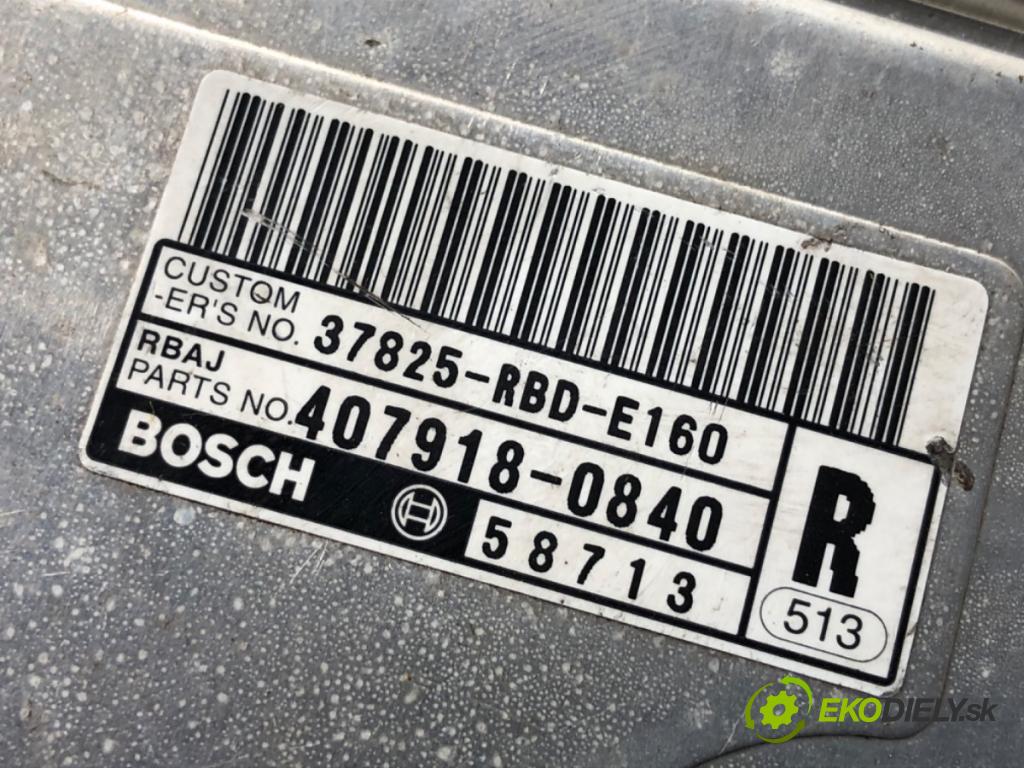 CUSTOM
-ER'S NO. 37825-RBD-E160
RBAJ
PARTS NO. 407918-0840
BOSCH 58713
R
513
EKODIELY.sk